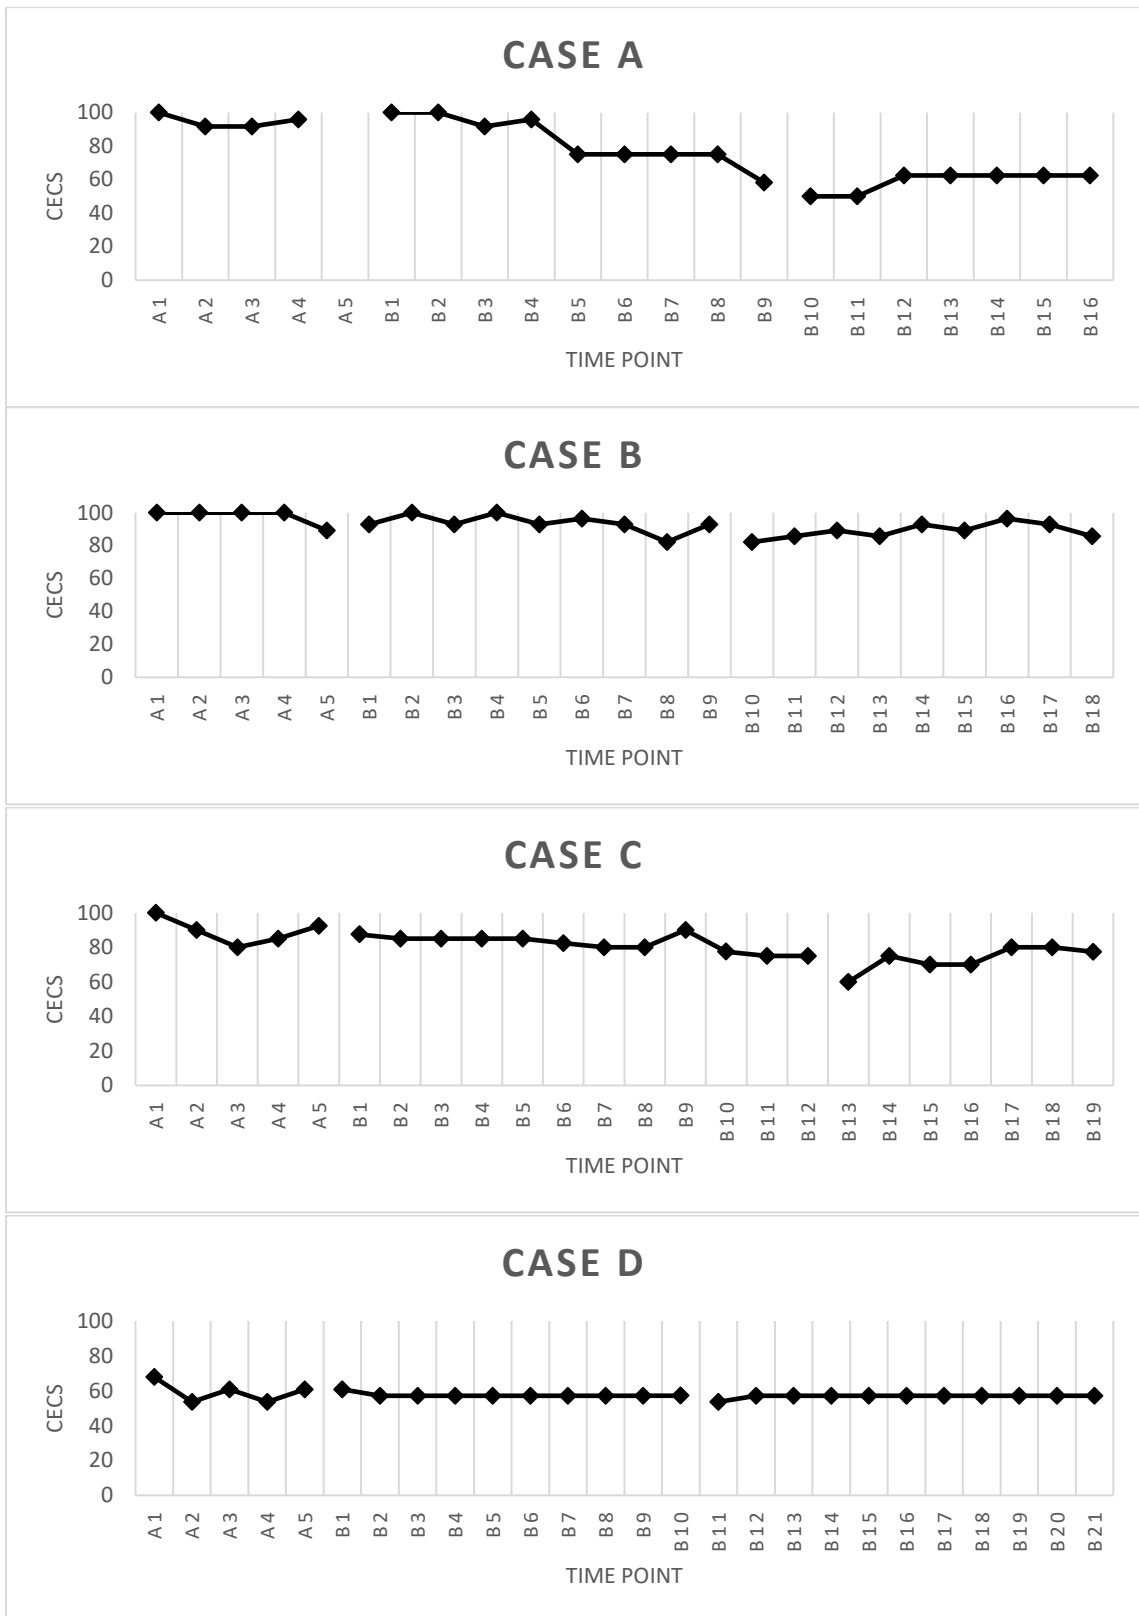 CASE A
100
80
60
40
20
0
CECS
A1 A2 A3 A4 A5 B1 B2 B3 B4 B5 B6 B7 B8 B9 B10 B11 B12 B13 B14 B15 B16
TIME POINT
CASE B
100
80
60
40
20
0
CECS
A1 A2 A3 A4 A5 B1 B2 B3 B4 B5 B6 B7 B8 B9 B10 B11 B12 B13 B14 B15 B16 B17 B18
TIME POINT
CASE C
100
80
60
40
20
0
CECS
A1 A2 A3 A4 A5 B1 B2 B3 B4 B5 B6 B7 B8 B9 B10 B11 B12 B13 B14 B15 B16 B17 B18 B19
TIME POINT
CASE D
100
80
60
40
20
0
CECS
A1 A2 A3 A4 A5 B1 B2 B3 B4 B5 B6 B7 B8 B9 B10 B11 B12 B13 B14 B15 B16 B17 B18 B19 B20 B21
TIME POINT